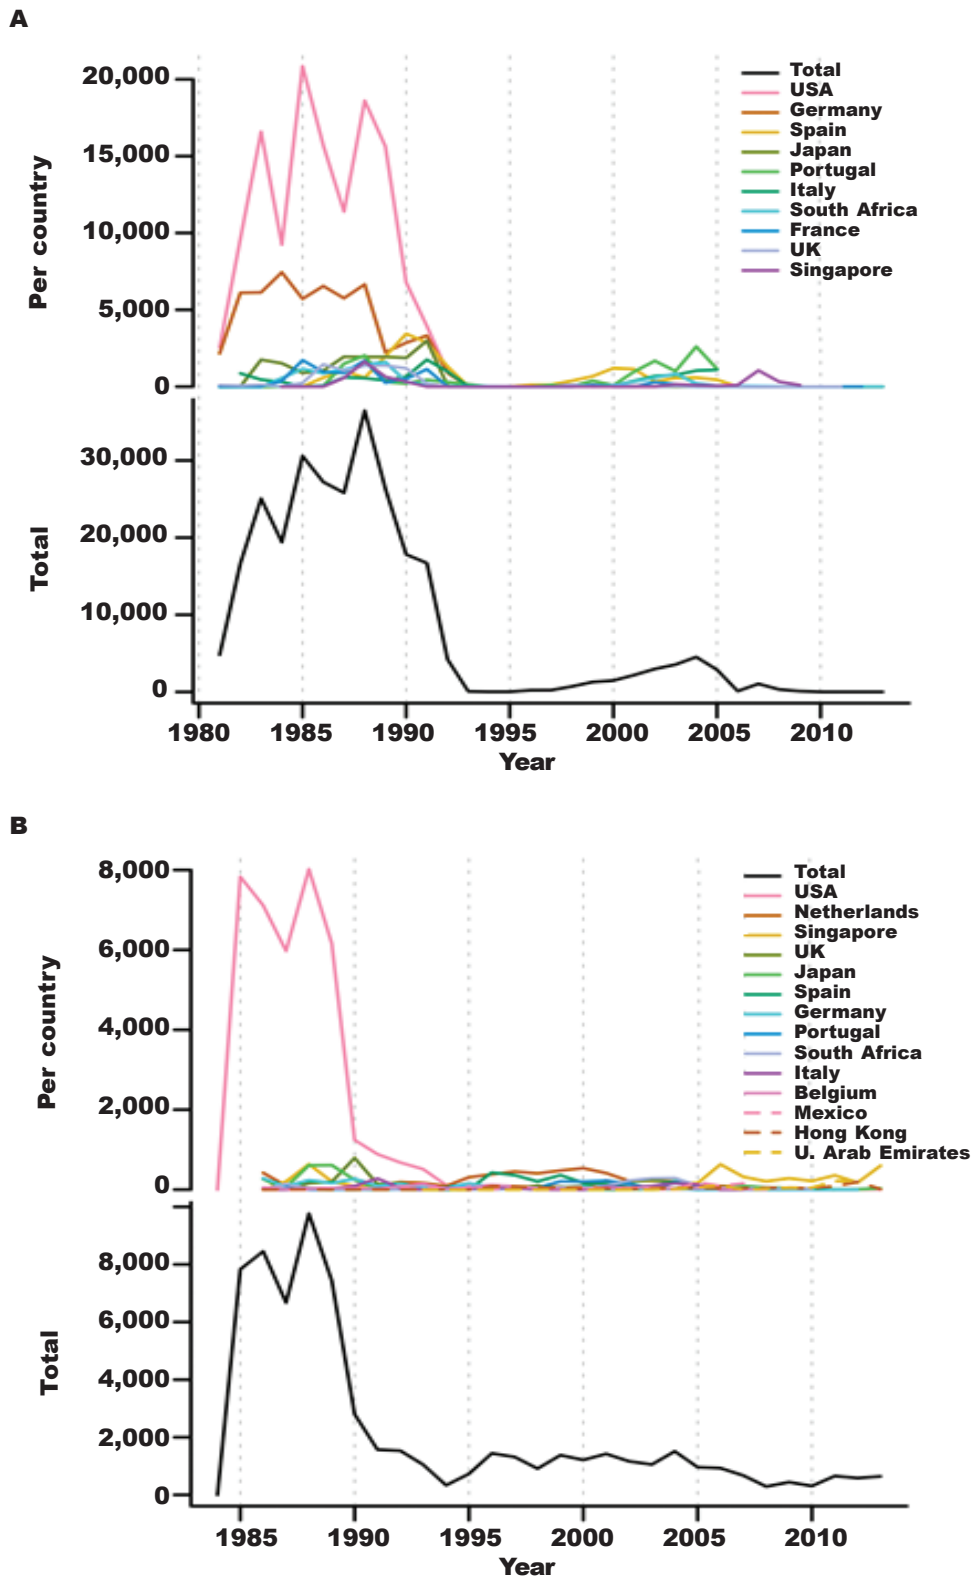 A
Per country
20,000
15,000
10,000
5,000
0
Total
USA
Germany
Spain
Japan
Portugal
Italy
South Africa
France
UK
Singapore
Total
30,000
20,000
10,000
0
1980 1985 1990 1995 2000 2005 2010
Year
B
Per country
8,000
6,000
4,000
2,000
0
Total
USA
Netherlands
Singapore
UK
Japan
Spain
Germany
Portugal
South Africa
Italy
Belgium
Mexico
Hong Kong
U. Arab Emirates
Total
8,000
6,000
4,000
2,000
0
1985 1990 1995 2000 2005 2010
Year